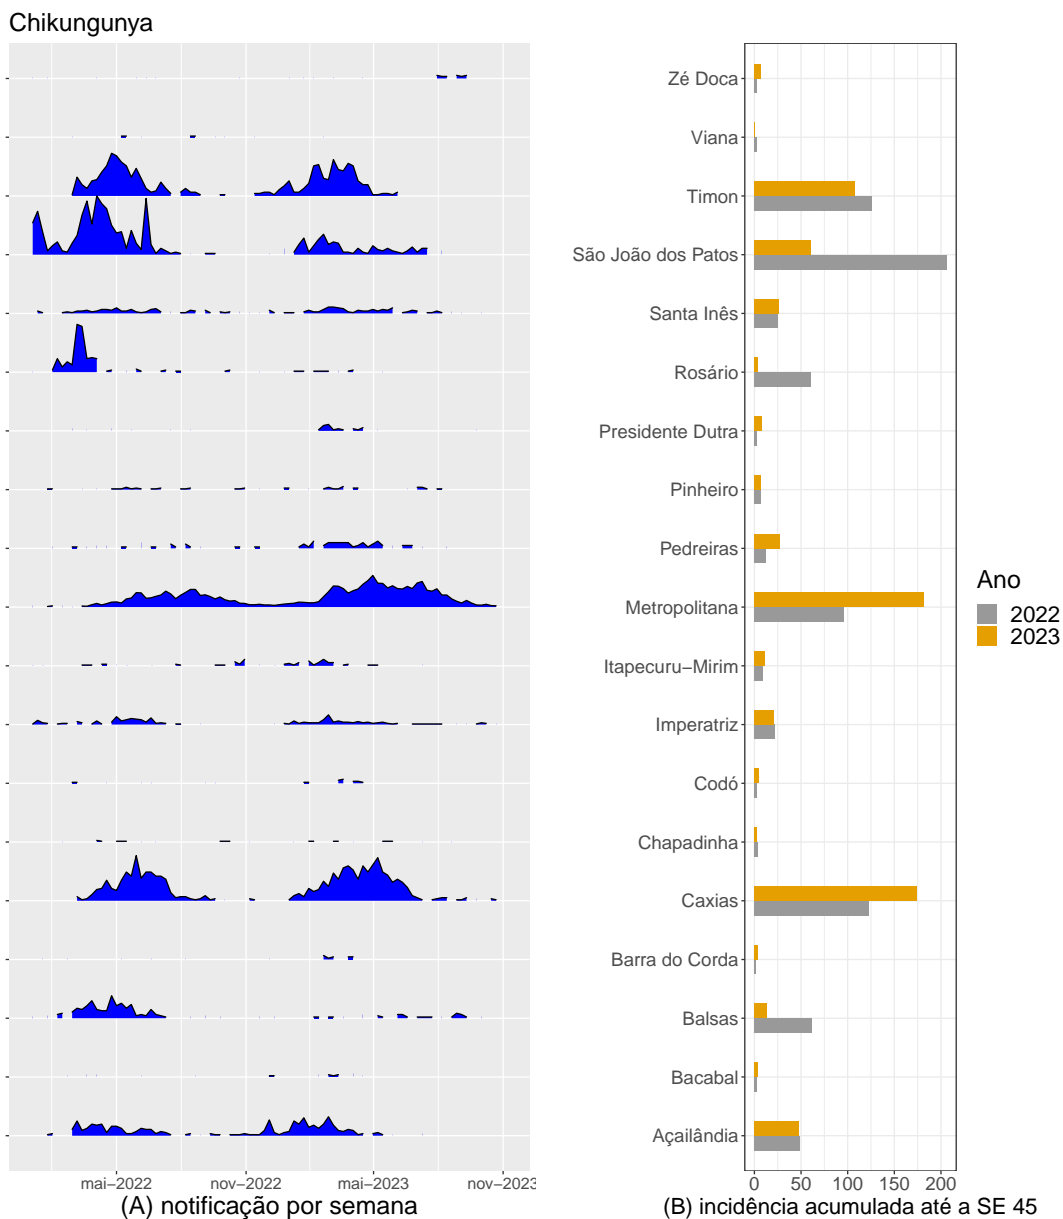 Chikungunya
Zé Doca
Viana
Timon
São João dos Patos
Santa Inês
Rosário
Presidente Dutra
Pinheiro
Pedreiras
Metropolitana
Itapecuru−Mirim
Imperatriz
Codó
Chapadinha
Caxias
Barra do Corda
Balsas
Bacabal
Açailândia
Ano
2022
2023
mai−2022 nov−2022 mai−2023 nov−2023
0 50 100 150 200
(A) notificação por semana
(B) incidência acumulada até a SE 45